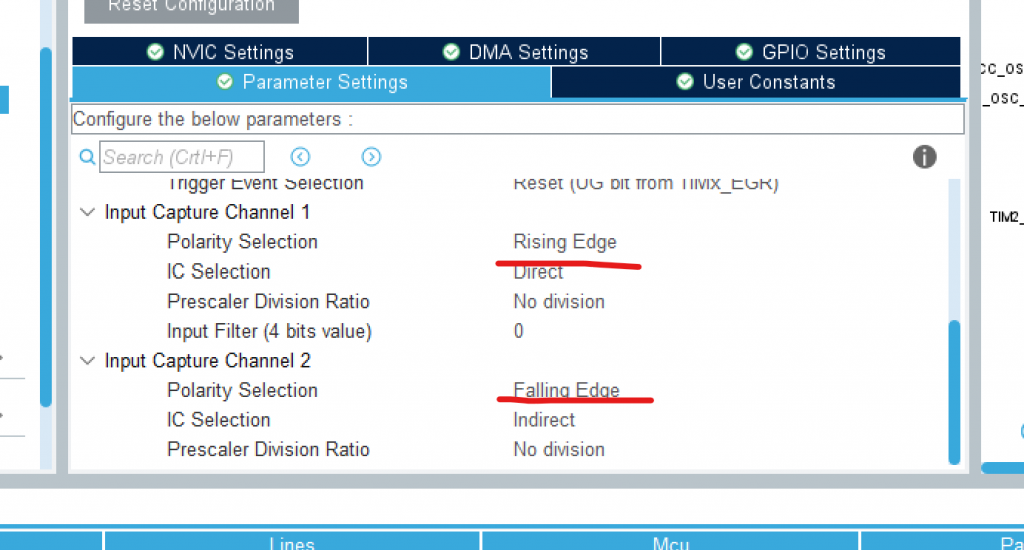 Reset Configuration
NVIC Settings
DMA Settings
GPIO Settings
Parameter Settings
User Constants
Configure the below parameters :
Search (CrtI+F)
Trigger Event Selection Reset (UG bit from TIMx_EGR)
Input Capture Channel 1
Polarity Selection Rising Edge
IC Selection Direct
Prescaler Division Ratio No division
Input Filter (4 bits value) 0
Input Capture Channel 2
Polarity Selection Falling Edge
IC Selection Indirect
Prescaler Division Ratio No division
cc_os
_osc_
TIM2_
Lines
Mcu
Pa